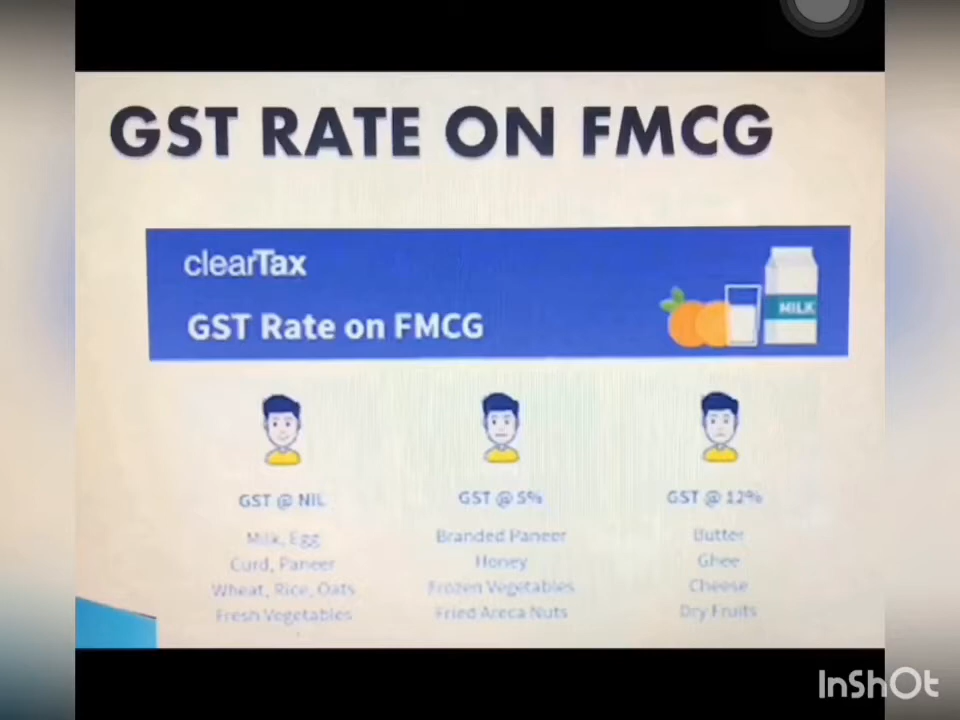 GST RATE ON FMCG
clearTax
GST Rate on FMCG
MILK
GST @ NIL
Milk, Egg
Curd, Paneer
Wheat, Rice, Oats
Fresh Vegetables
GST @ 5%
Branded Paneer
Honey
Frozen Vegetables
Fried Areca Nuts
GST @ 12%
Butter
Ghee
Cheese
Dry Fruits
InShOt